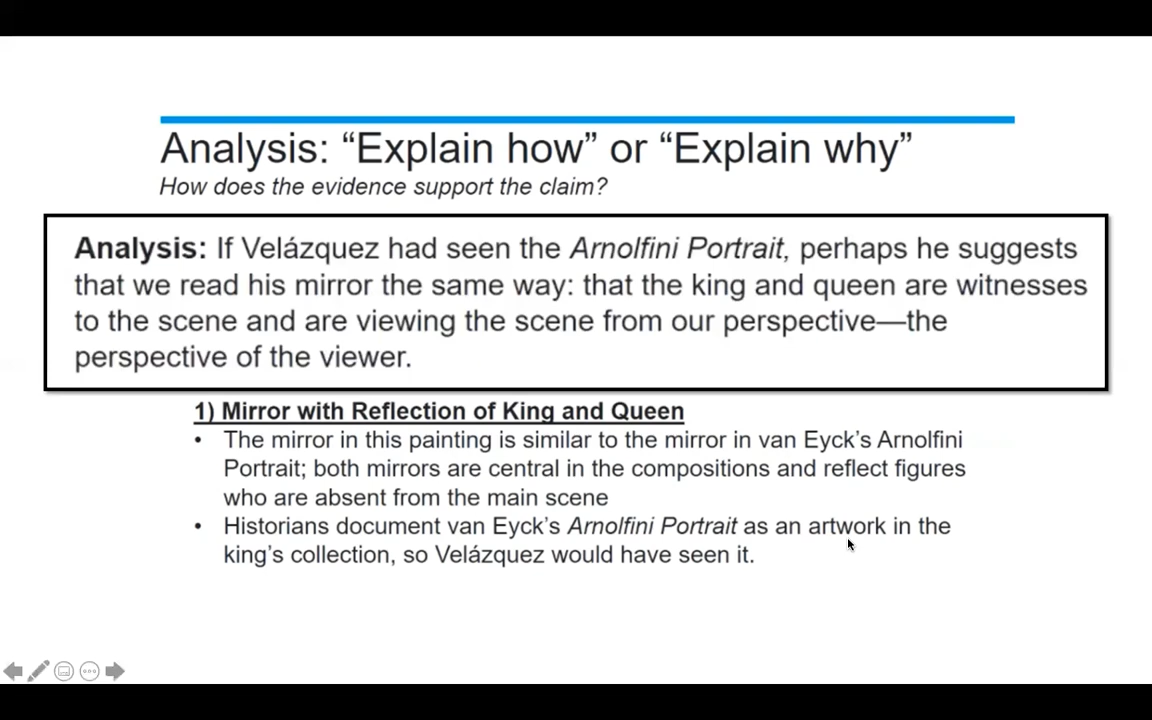 Analysis: “Explain how” or “Explain why”
How does the evidence support the claim?
Analysis: If Velázquez had seen the Arnolfini Portrait, perhaps he suggests
that we read his mirror the same way: that the king and queen are witnesses
to the scene and are viewing the scene from our perspective—the
perspective of the viewer.
1) Mirror with Reflection of King and Queen
• The mirror in this painting is similar to the mirror in van Eyck’s Arnolfini
Portrait; both mirrors are central in the compositions and reflect figures
who are absent from the main scene
• Historians document van Eyck’s Arnolfini Portrait as an artwork in the
king’s collection, so Velázquez would have seen it.